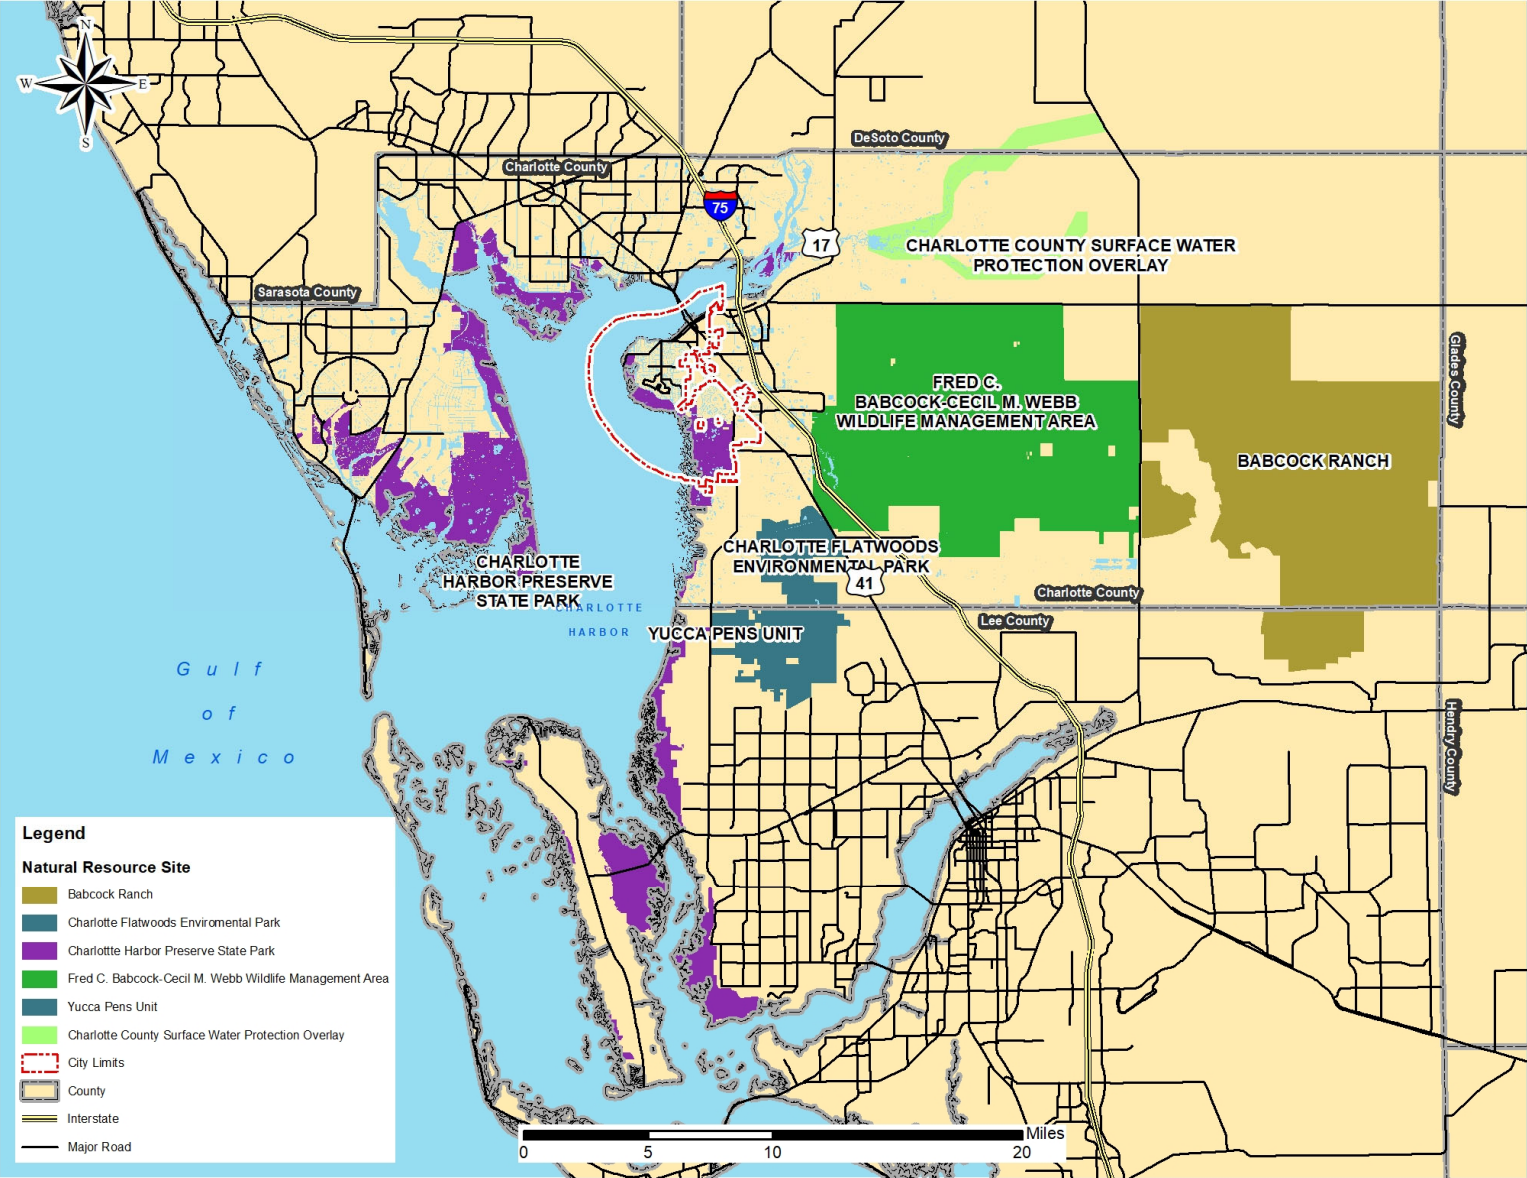 N
W
E
S
DeSoto County
Charlotte County
75
17
CHARLOTTE COUNTY SURFACE WATER
PROTECTION OVERLAY
Sarasota County
Glades County
FRED C.
BABCOCK-CECIL M. WEBB
WILDLIFE MANAGEMENT AREA
BABCOCK RANCH
CHARLOTTE FLATWOODS
ENVIRONMENTAL PARK
41
CHARLOTTE
HARBOR PRESERVE
STATE PARK
Charlotte County
CHARLOTTE
HARBOR
Lee County
YUCCA PENS UNIT
Gulf
of
Mexico
Hendry County
Legend
Natural Resource Site
Babcock Ranch
Charlotte Flatwoods Enviromental Park
Charlottte Harbor Preserve State Park
Fred C. Babcock-Cecil M. Webb Wildlife Management Area
Yucca Pens Unit
Charlotte County Surface Water Protection Overlay
City Limits
County
Interstate
Major Road
Miles
0 5 10 20